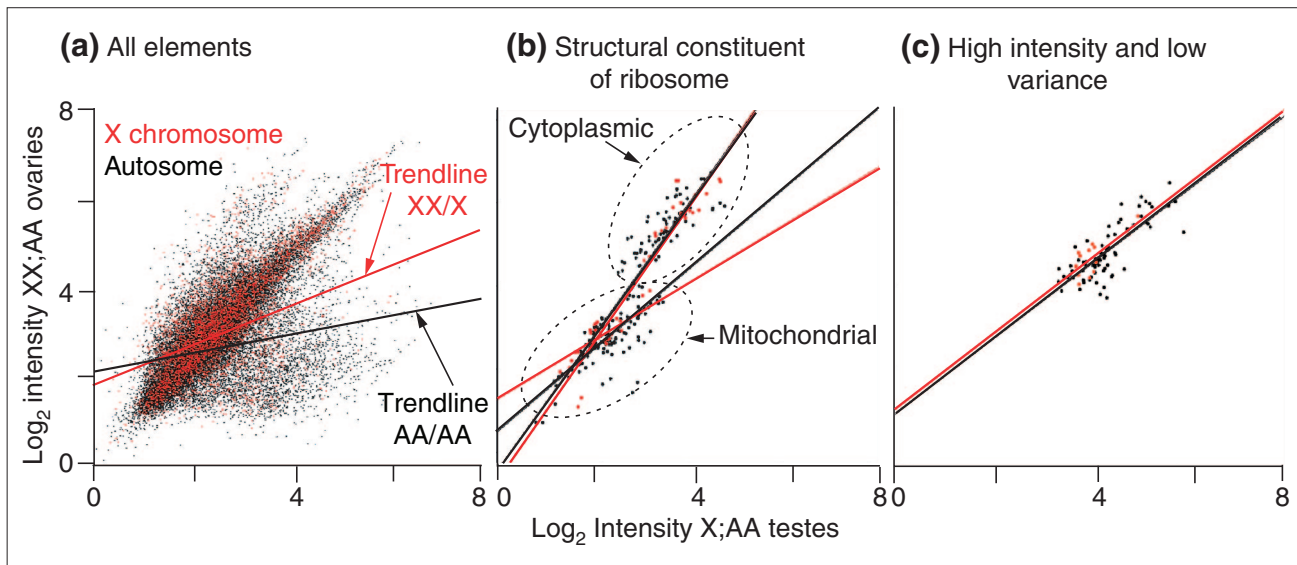 (a) All elements
8
4
0
0
4
8
Log2 intensity XX;AA ovaries
X chromosome
Autosome
Trendline
XX/X
Trendline
AA/AA
(b) Structural constituent
of ribosome
Cytoplasmic
Mitochondrial
0
4
8
Log2 Intensity X;AA testes
(c) High intensity and low
variance
0
4
8